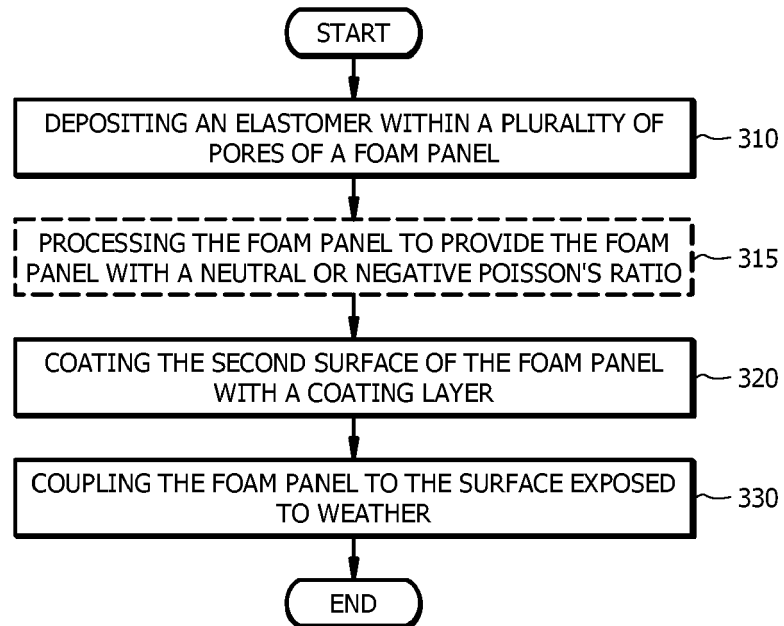 START
DEPOSITING AN ELASTOMER WITHIN A PLURALITY OF
PORES OF A FOAM PANEL
310
PROCESSING THE FOAM PANEL TO PROVIDE THE FOAM
PANEL WITH A NEUTRAL OR NEGATIVE POISSON'S RATIO
315
COATING THE SECOND SURFACE OF THE FOAM PANEL
WITH A COATING LAYER
320
COUPLING THE FOAM PANEL TO THE SURFACE EXPOSED
TO WEATHER
330
END